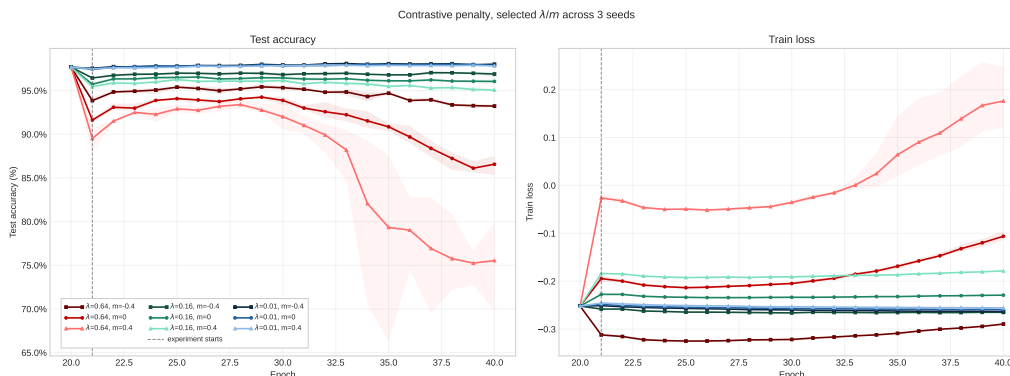 Contrastive penalty, selected λ/m across 3 seeds
Test accuracy
Train loss
Test accuracy (%)
95.0%
90.0%
85.0%
80.0%
75.0%
70.0%
65.0%
λ=0.64, m=-0.4
λ=0.64, m=0
λ=0.64, m=0.4
λ=0.16, m=-0.4
λ=0.16, m=0
λ=0.16, m=0.4
λ=0.01, m=-0.4
λ=0.01, m=0
λ=0.01, m=0.4
experiment starts
20.0 22.5 25.0 27.5 30.0 32.5 35.0 37.5 40.0
Epoch
Train loss
0.2
0.1
0.0
−0.1
−0.2
−0.3
20.0 22.5 25.0 27.5 30.0 32.5 35.0 37.5 40.0
Epoch